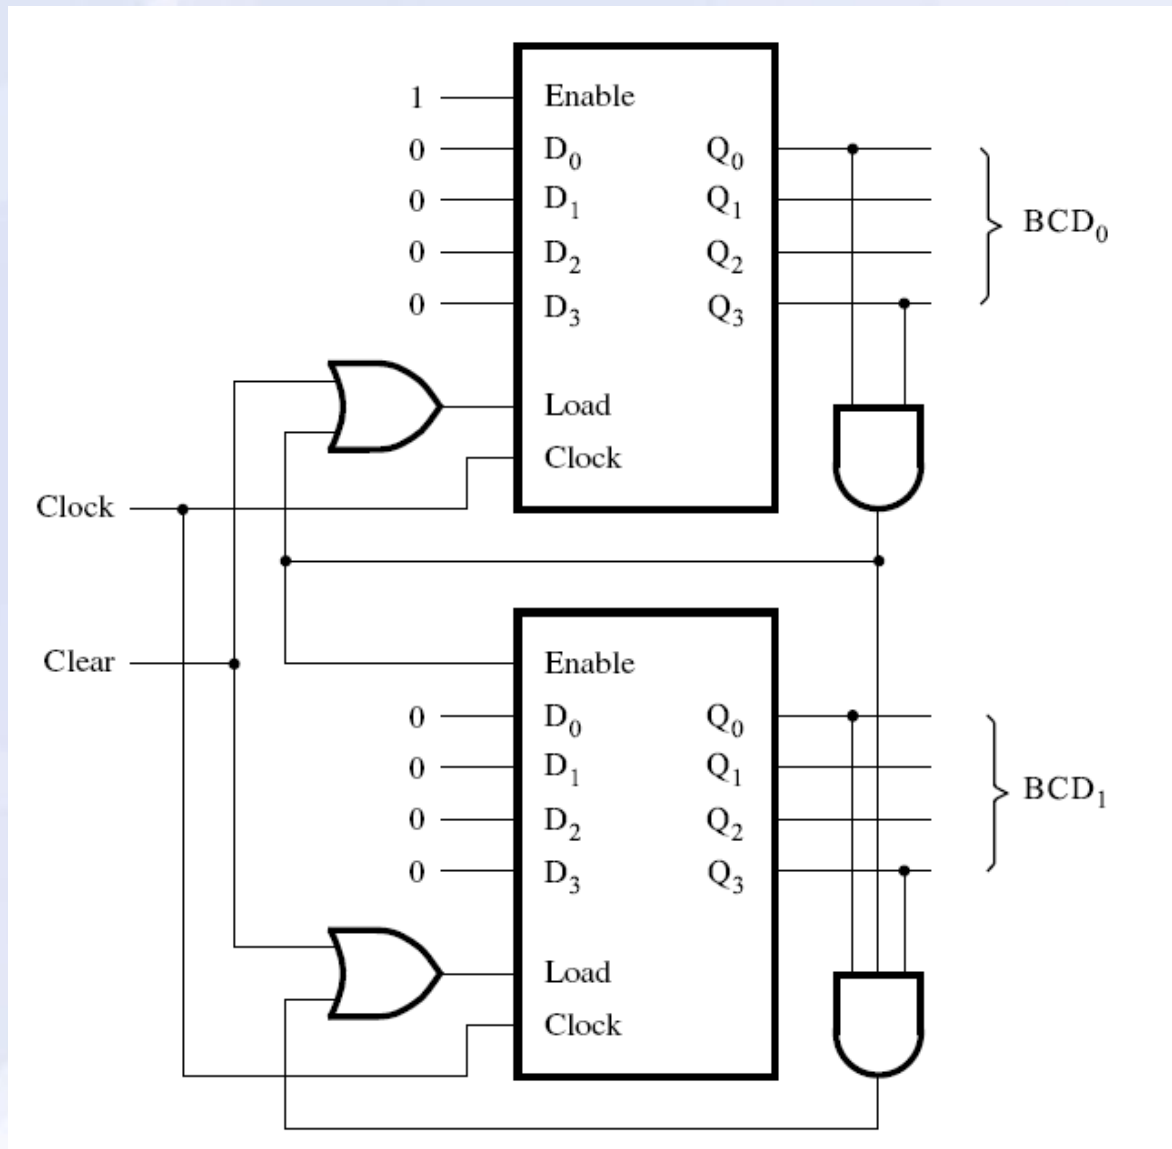 1 Enable
0 D0 Q0
0 D1 Q1
0 D2 Q2
0 D3 Q3
BCD0
Load
Clock
Clock
Clear
Enable
0 D0 Q0
0 D1 Q1
0 D2 Q2
0 D3 Q3
BCD1
Load
Clock